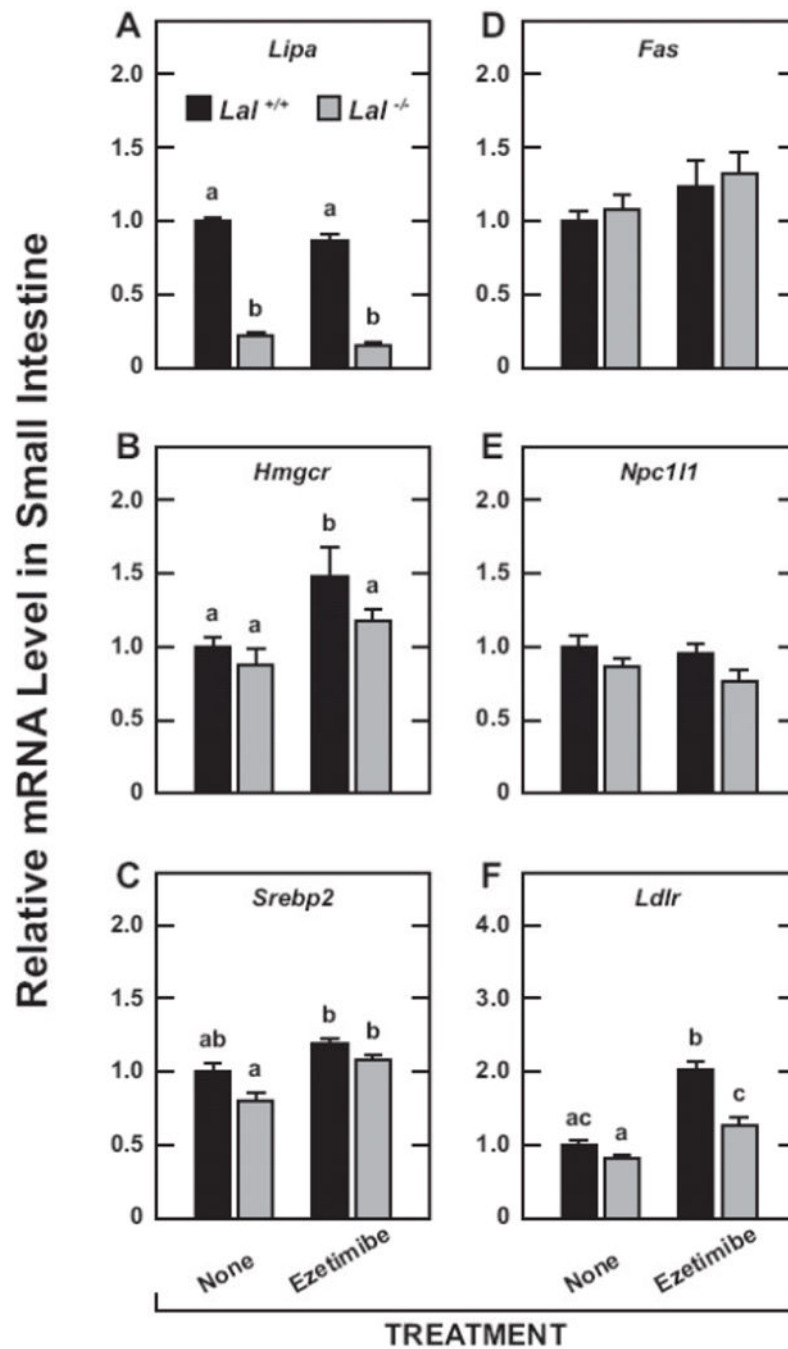 Relative mRNA Level in Small Intestine
A
Lipa
2.0
1.5
1.0
0.5
0
Lal +/+
Lal -/-
a
b
a
b
D
Fas
2.0
1.5
1.0
0.5
0
B
Hmgcr
2.0
1.5
1.0
0.5
0
a
a
b
a
E
Npc1l1
2.0
1.5
1.0
0.5
0
C
Srebp2
2.0
1.5
1.0
0.5
0
ab
a
b
b
None
Ezetimibe
F
Ldlr
4.0
3.0
2.0
1.0
0
ac
a
b
c
None
Ezetimibe
TREATMENT